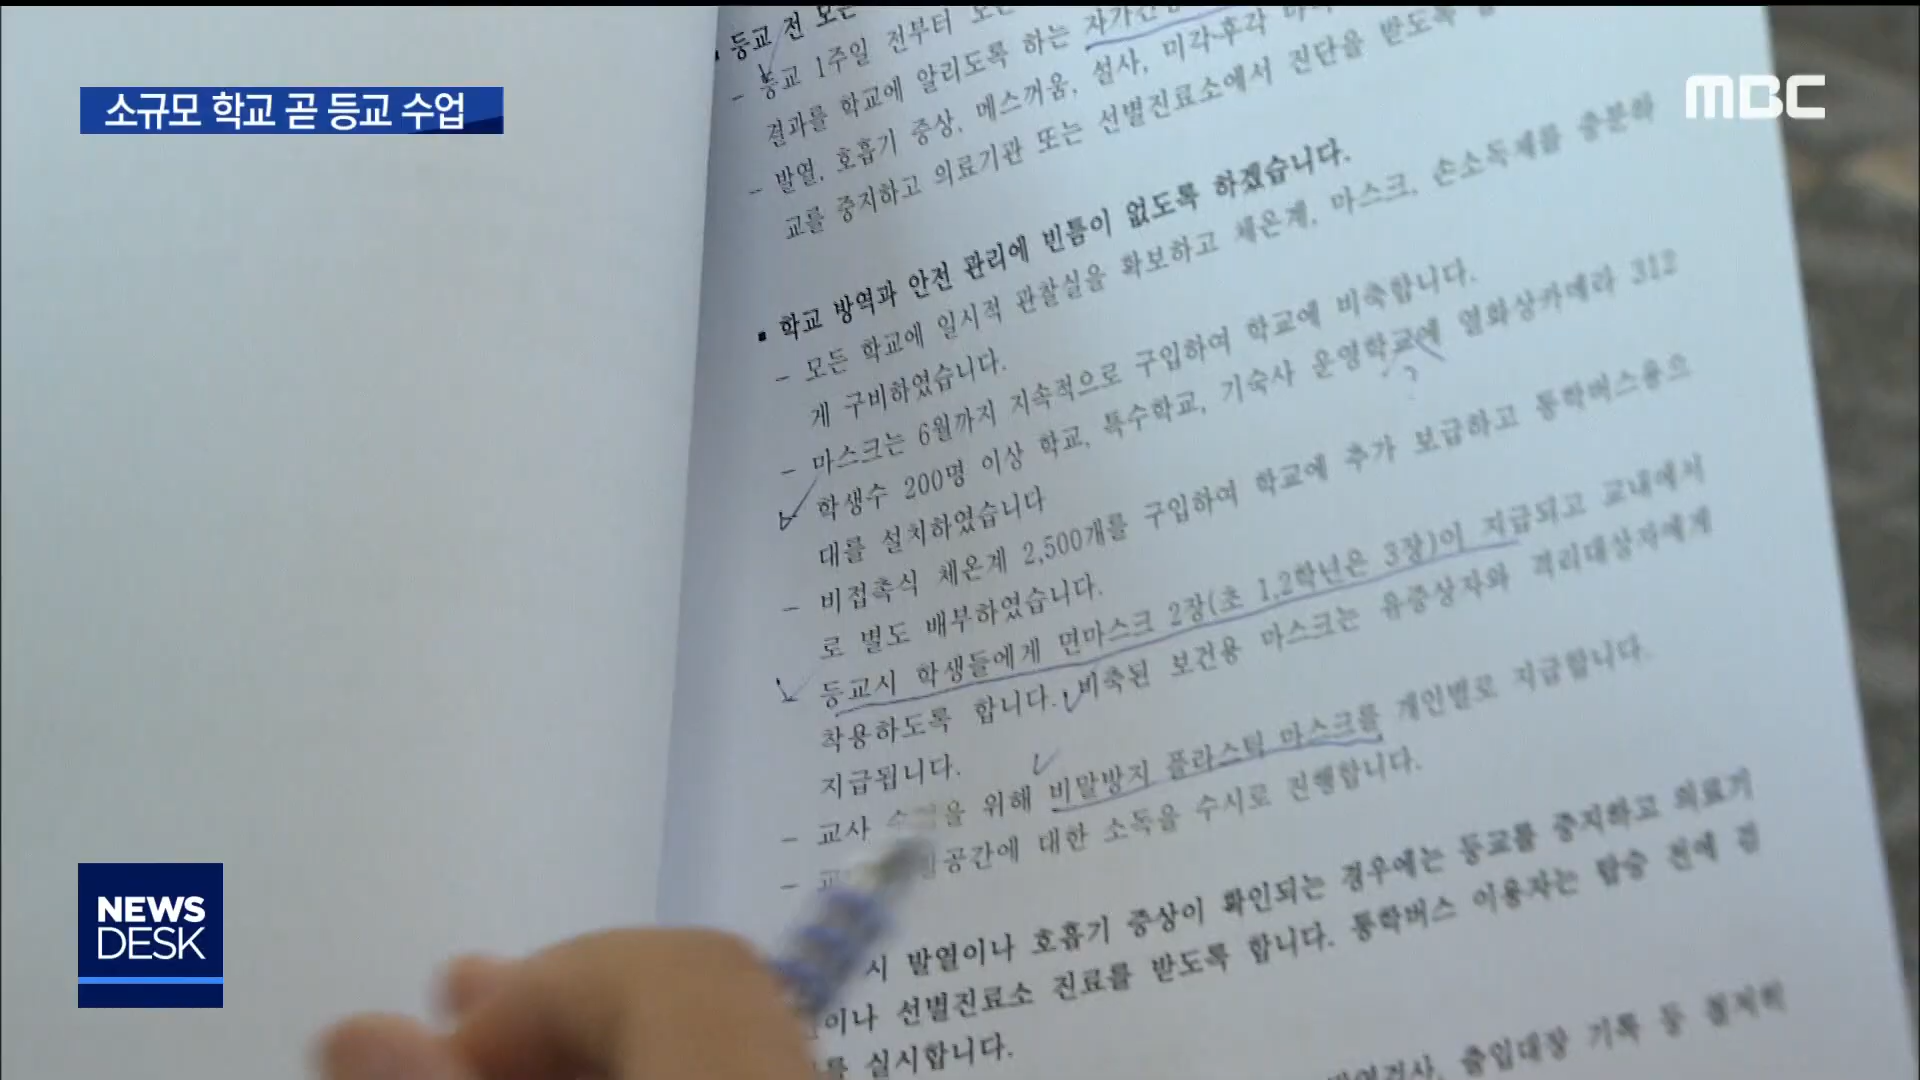 소규모 학교 곧 등교 수업
MBC
등교 전 모든
- 등교 1주일 전부터 모든
결과를 학교에 알리도록 하는 자가진단
- 발열, 호흡기 증상, 메스꺼움, 설사, 미각·후각 마비
교를 중지하고 의료기관 또는 선별진료소에서 진단을 받도록
▪ 학교 방역과 안전 관리에 빈틈이 없도록 하겠습니다.
- 모든 학교에 일시적 관찰실을 확보하고 체온계, 마스크, 손소독제를 충분하
게 구비하였습니다.
- 마스크는 6월까지 지속적으로 구입하여 학교에 비축합니다.
학생수 200명 이상 학교, 특수학교, 기숙사 운영학교에 열화상카메라 312
대를 설치하였습니다
- 비접촉식 체온계 2,500개를 구입하여 학교에 추가 보급하고 통학버스용으
로 별도 배부하였습니다.
등교시 학생들에게 면마스크 2장(초 1,2학년은 3장)이 지급되고 교내에서
착용하도록 합니다. 비축된 보건용 마스크는 유증상자와 격리대상자에게
지급됩니다.
- 교사 을 위해 비말방지 플라스틱 마스크를 개인별로 지급합니다.
- 공간에 대한 소독을 수시로 진행합니다.
시 발열이나 호흡기 증상이 확인되는 경우에는 등교를 중지하고 의료기
이나 선별진료소 진료를 받도록 합니다. 통학버스 이용자는 탑승 전에 검
를 실시합니다.
출입대장 기록 등 철저히
NEWS
DESK